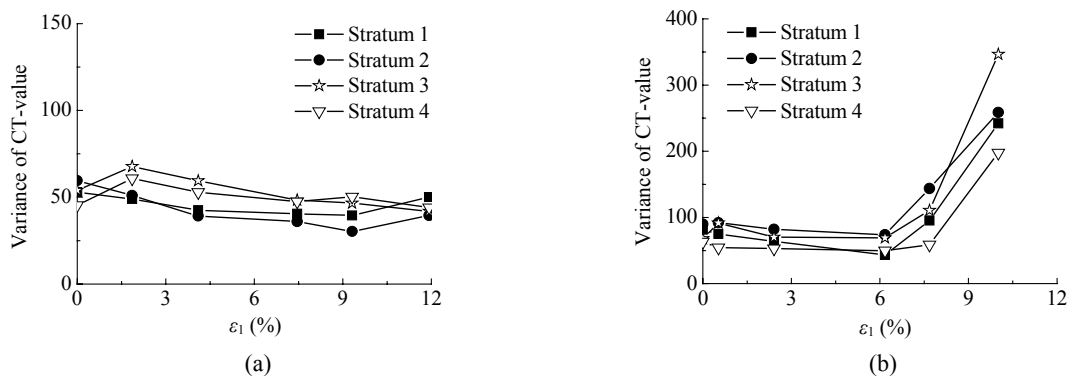 150
100
50
0
Variance of CT-value
Stratum 1
Stratum 2
Stratum 3
Stratum 4
0 3 6 9 12
ε1 (%)
(a)
400
300
200
100
0
Variance of CT-value
Stratum 1
Stratum 2
Stratum 3
Stratum 4
0 3 6 9 12
ε1 (%)
(b)